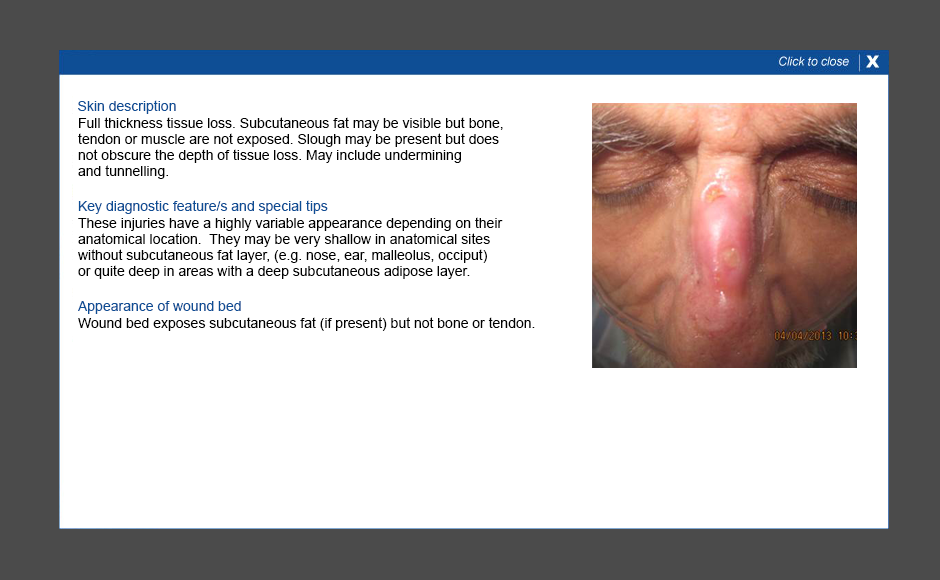 Click to close | X
Skin description
Full thickness tissue loss. Subcutaneous fat may be visible but bone,
tendon or muscle are not exposed. Slough may be present but does
not obscure the depth of tissue loss. May include undermining
and tunnelling.
Key diagnostic feature/s and special tips
These injuries have a highly variable appearance depending on their
anatomical location.  They may be very shallow in anatomical sites
without subcutaneous fat layer, (e.g. nose, ear, malleolus, occiput)
or quite deep in areas with a deep subcutaneous adipose layer.
Appearance of wound bed
Wound bed exposes subcutaneous fat (if present) but not bone or tendon.
04/04/2013 10: